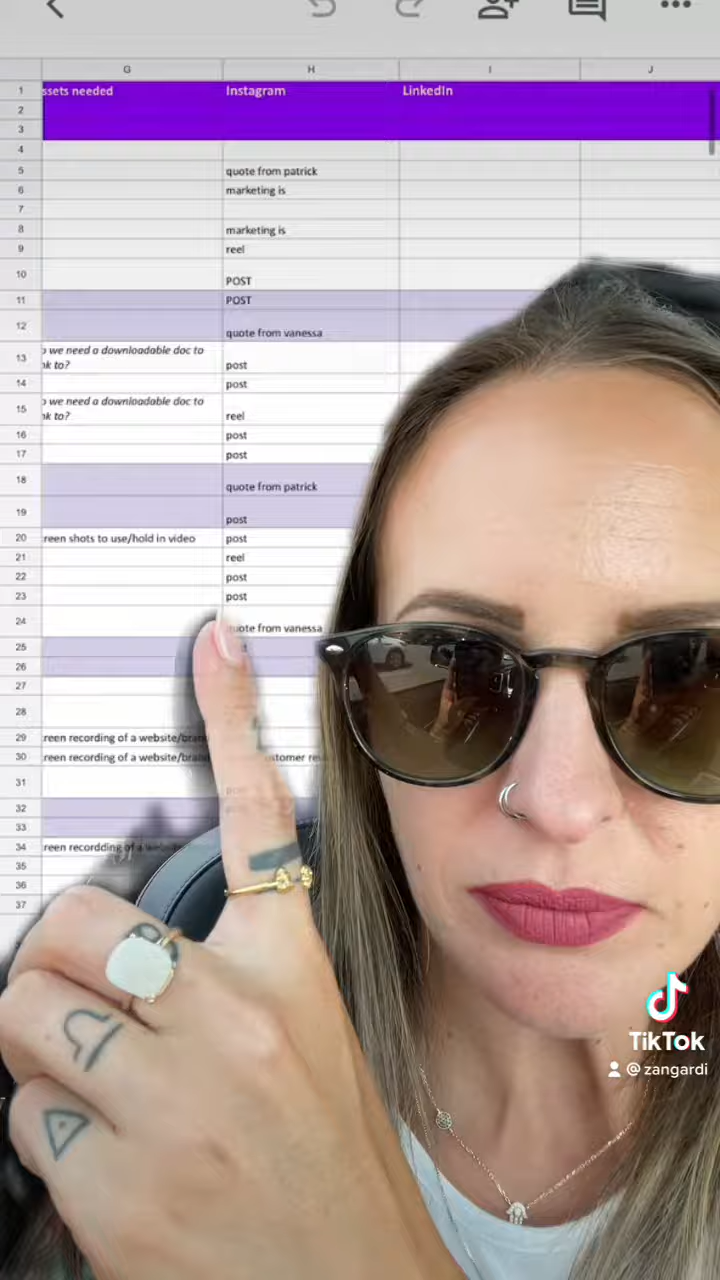 G H I J
1 ssets needed Instagram LinkedIn
2
3
4
5 quote from patrick
6 marketing is
7
8 marketing is
9 reel
10 POST
11 POST
12 quote from vanessa
we need a downloadable doc to
13 nk to? post
14 post
we need a downloadable doc to
15 nk to? reel
16 post
17 post
18 quote from patrick
19 post
20 reen shots to use/hold in video post
21 reel
22 post
23 post
24 quote from vanessa
25
26
27
28
29 reen recording of a website/bran
30 reen recording of a website/bran ustomer re
31
32
33
34 reen recordding of a website
35
36
37
TikTok
@zangardi